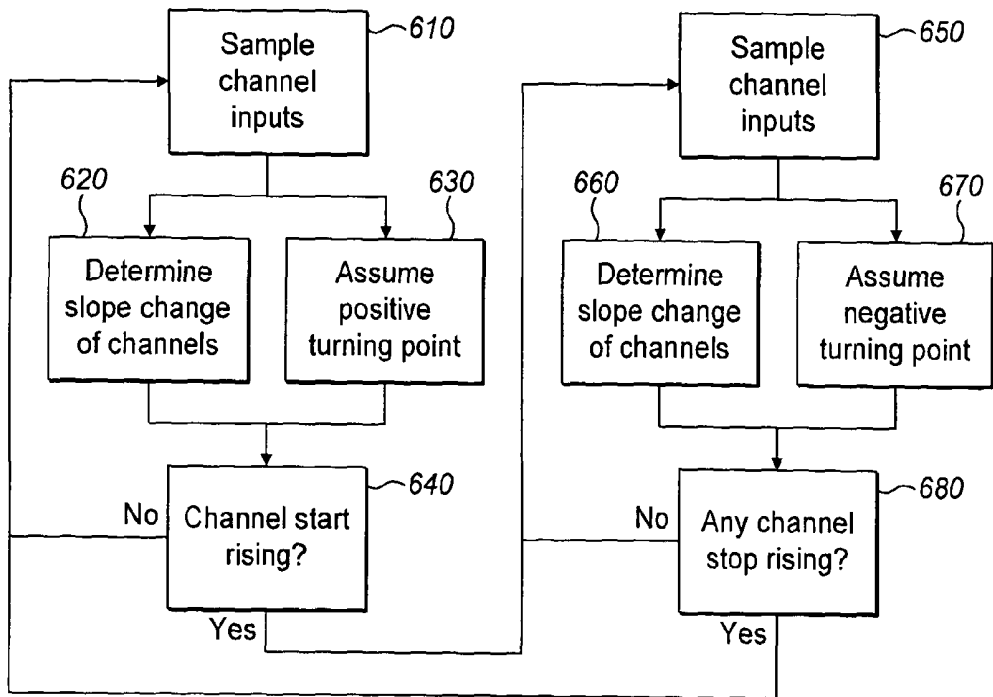 610
Sample
channel
inputs
650
Sample
channel
inputs
620
Determine
slope change
of channels
630
Assume
positive
turning point
660
Determine
slope change
of channels
670
Assume
negative
turning point
640
Channel start
rising?
No
Yes
680
Any channel
stop rising?
No
Yes